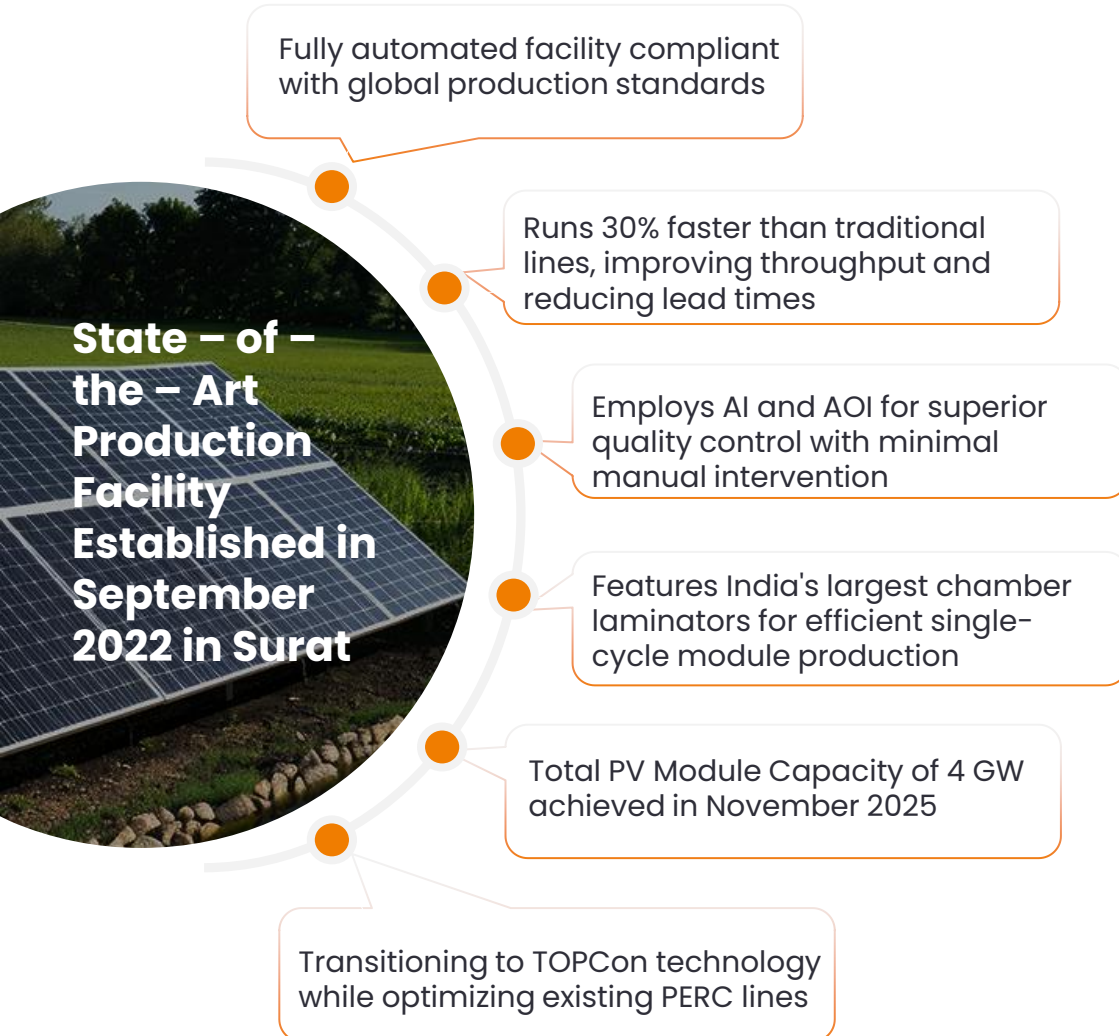 Fully automated facility compliant
with global production standards
Runs 30% faster than traditional
lines, improving throughput and
reducing lead times
State – of –
the – Art
Production
Facility
Established in
September
2022 in Surat
Employs AI and AOI for superior
quality control with minimal
manual intervention
Features India's largest chamber
laminators for efficient single-
cycle module production
Total PV Module Capacity of 4 GW
achieved in November 2025
Transitioning to TOPCon technology
while optimizing existing PERC lines